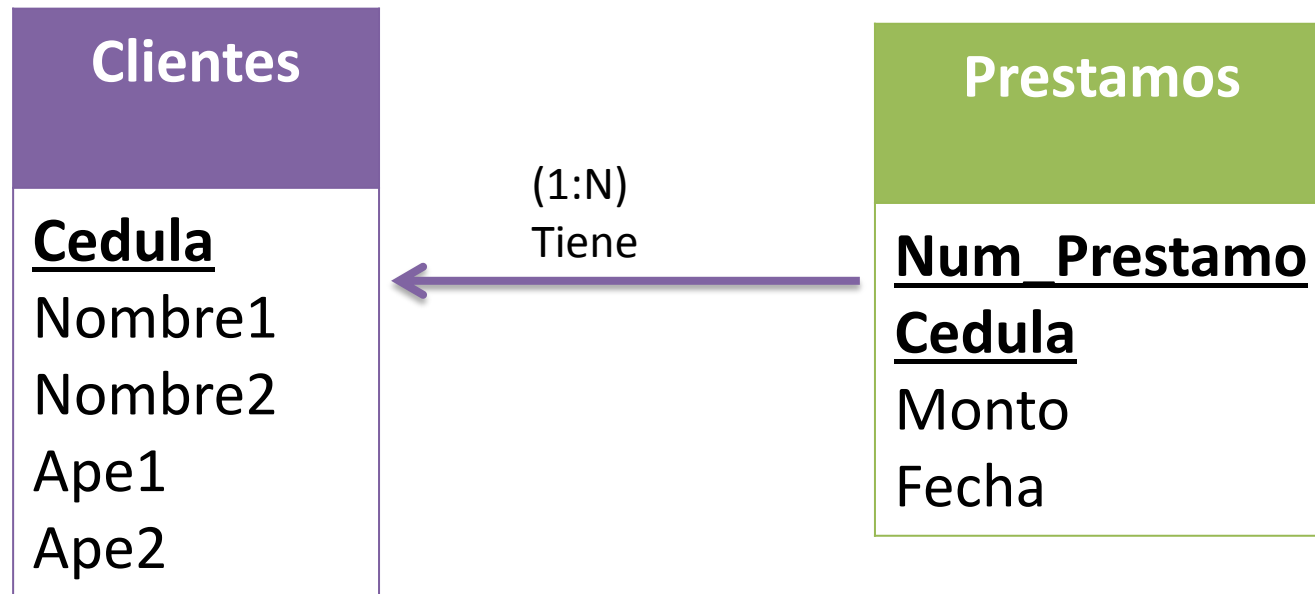 Clientes
Cedula
Nombre1
Nombre2
Ape1
Ape2
(1:N)
Tiene
Prestamos
Num_Prestamo
Cedula
Monto
Fecha